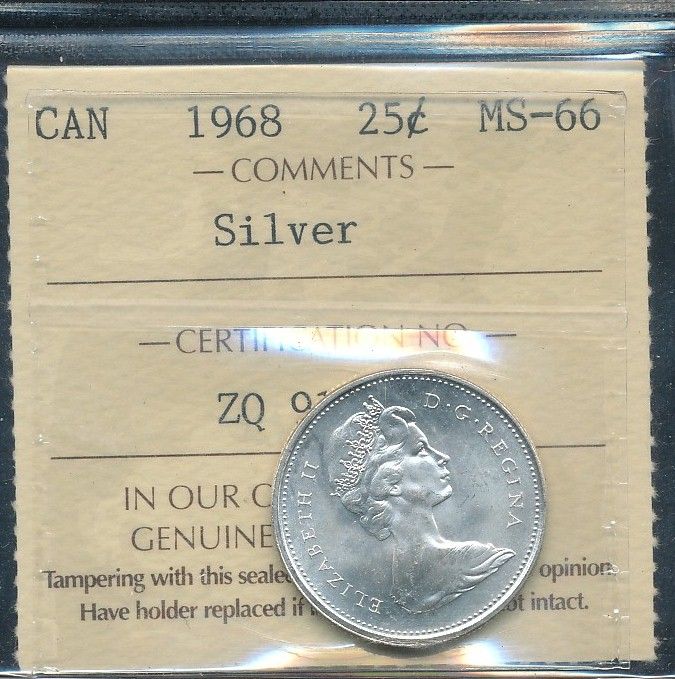 CAN 1968 25¢ MS-66
— COMMENTS —
Silver
— CERTIFICATION NO. —
ZQ
IN OUR
GENUINE
Tampering with this opinion.
Have holder replaced if not intact.
ELIZABETH II D·G·REGINA